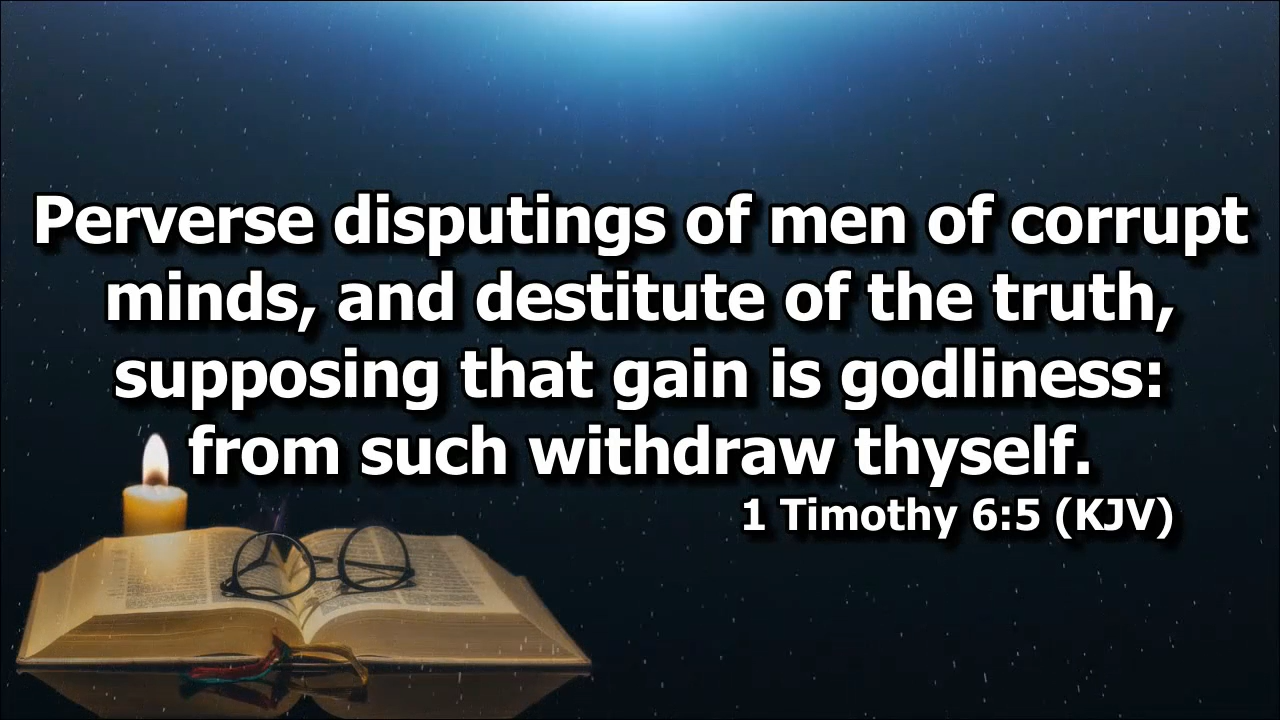 Perverse disputings of men of corrupt
minds, and destitute of the truth,
supposing that gain is godliness:
from such withdraw thyself.
1 Timothy 6:5 (KJV)